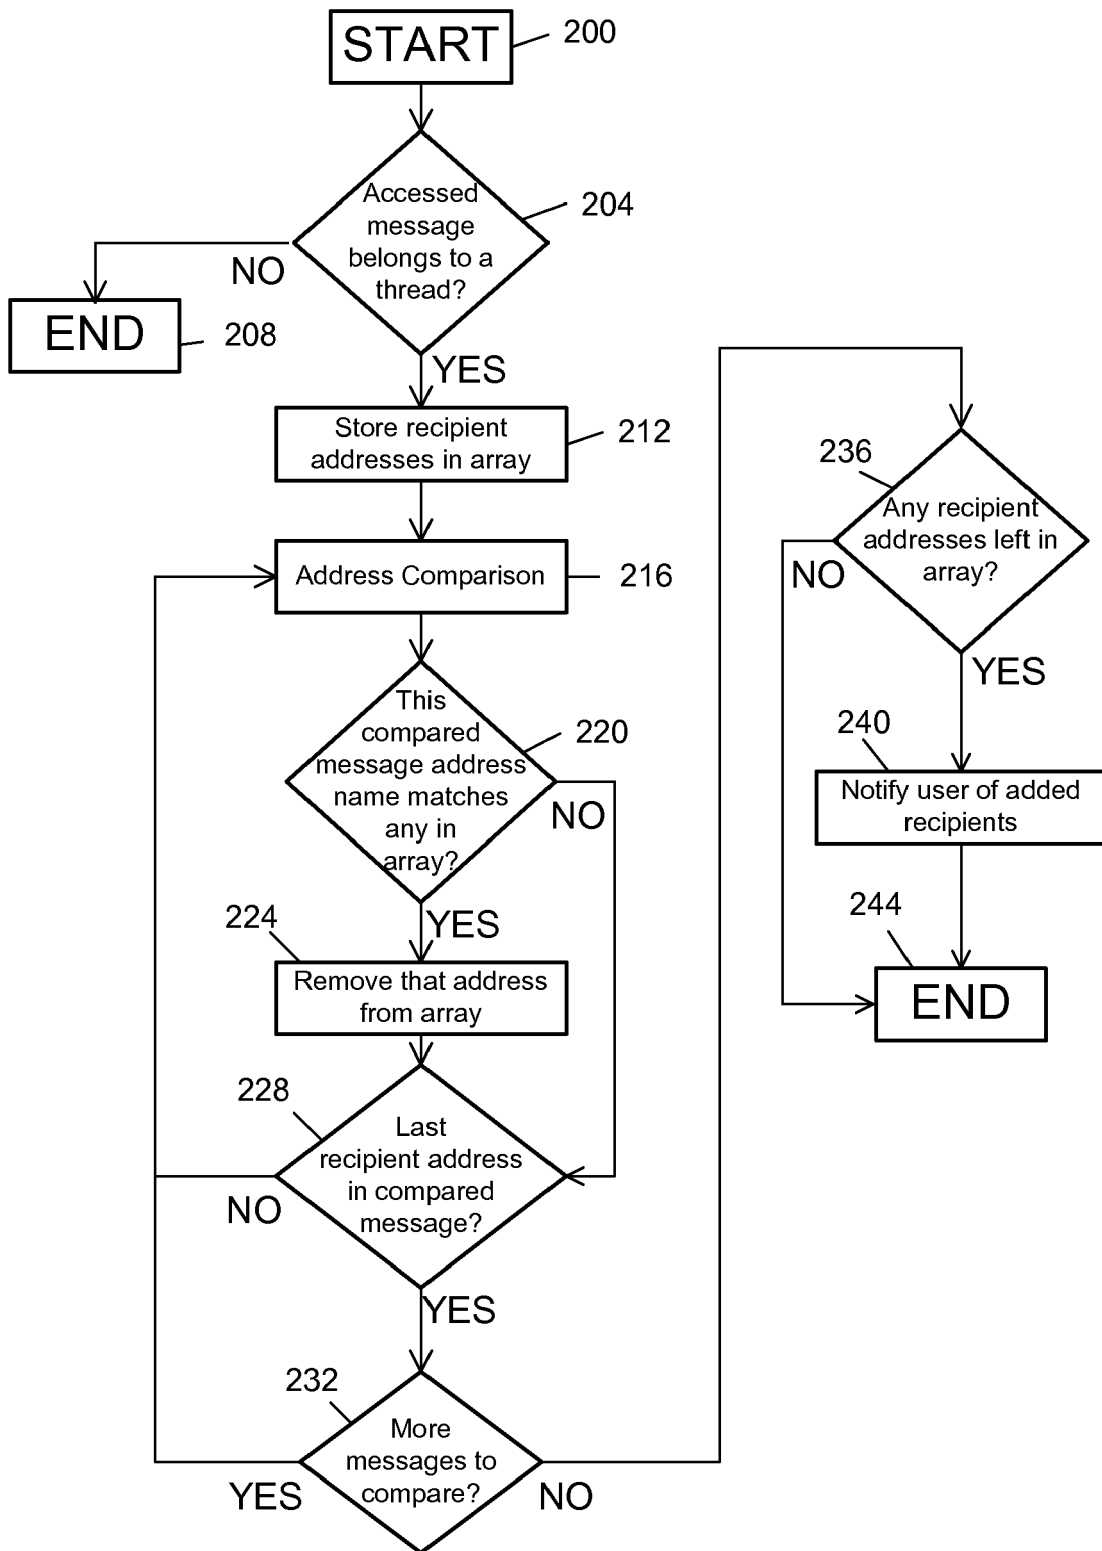 START
200
Accessed
message
belongs to a
thread?
204
NO
END
208
YES
Store recipient
addresses in array
212
Address Comparison
216
This
compared
message address
name matches
any in
array?
220
NO
YES
224
Remove that address
from array
228
Last
recipient address
in compared
message?
NO
YES
232
More
messages to
compare?
YES
NO
236
Any recipient
addresses left in
array?
NO
YES
240
Notify user of added
recipients
244
END